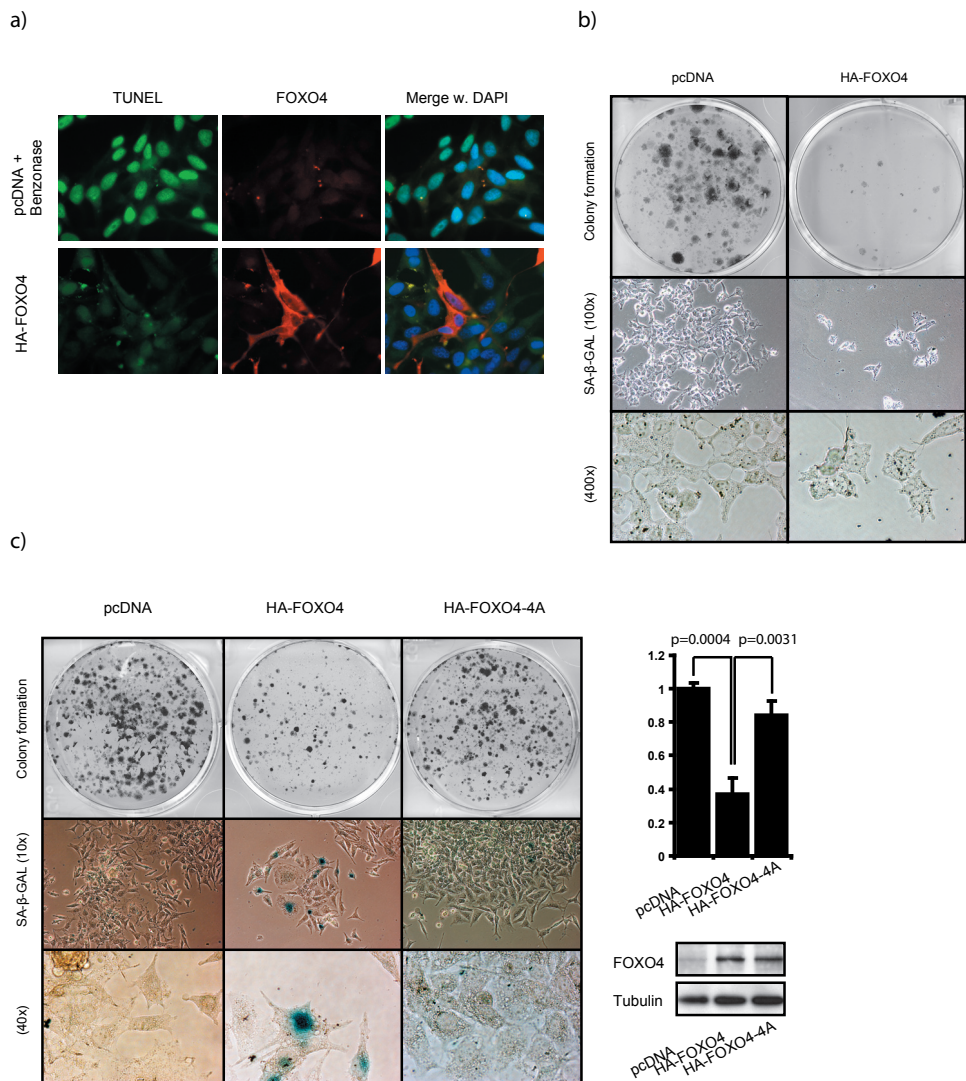 a)
TUNEL FOXO4 Merge w. DAPI
pcDNA +
Benzonase
HA-FOXO4
b)
pcDNA HA-FOXO4
Colony formation
SA-β-GAL (100x)
(400x)
c)
pcDNA HA-FOXO4 HA-FOXO4-4A
Colony formation
SA-β-GAL (10x)
(40x)
p=0.0004 p=0.0031
1.2
1
0.8
0.6
0.4
0.2
0
pcDNA
HA-FOXO4
HA-FOXO4-4A
FOXO4
Tubulin
pcDNA
HA-FOXO4
HA-FOXO4-4A